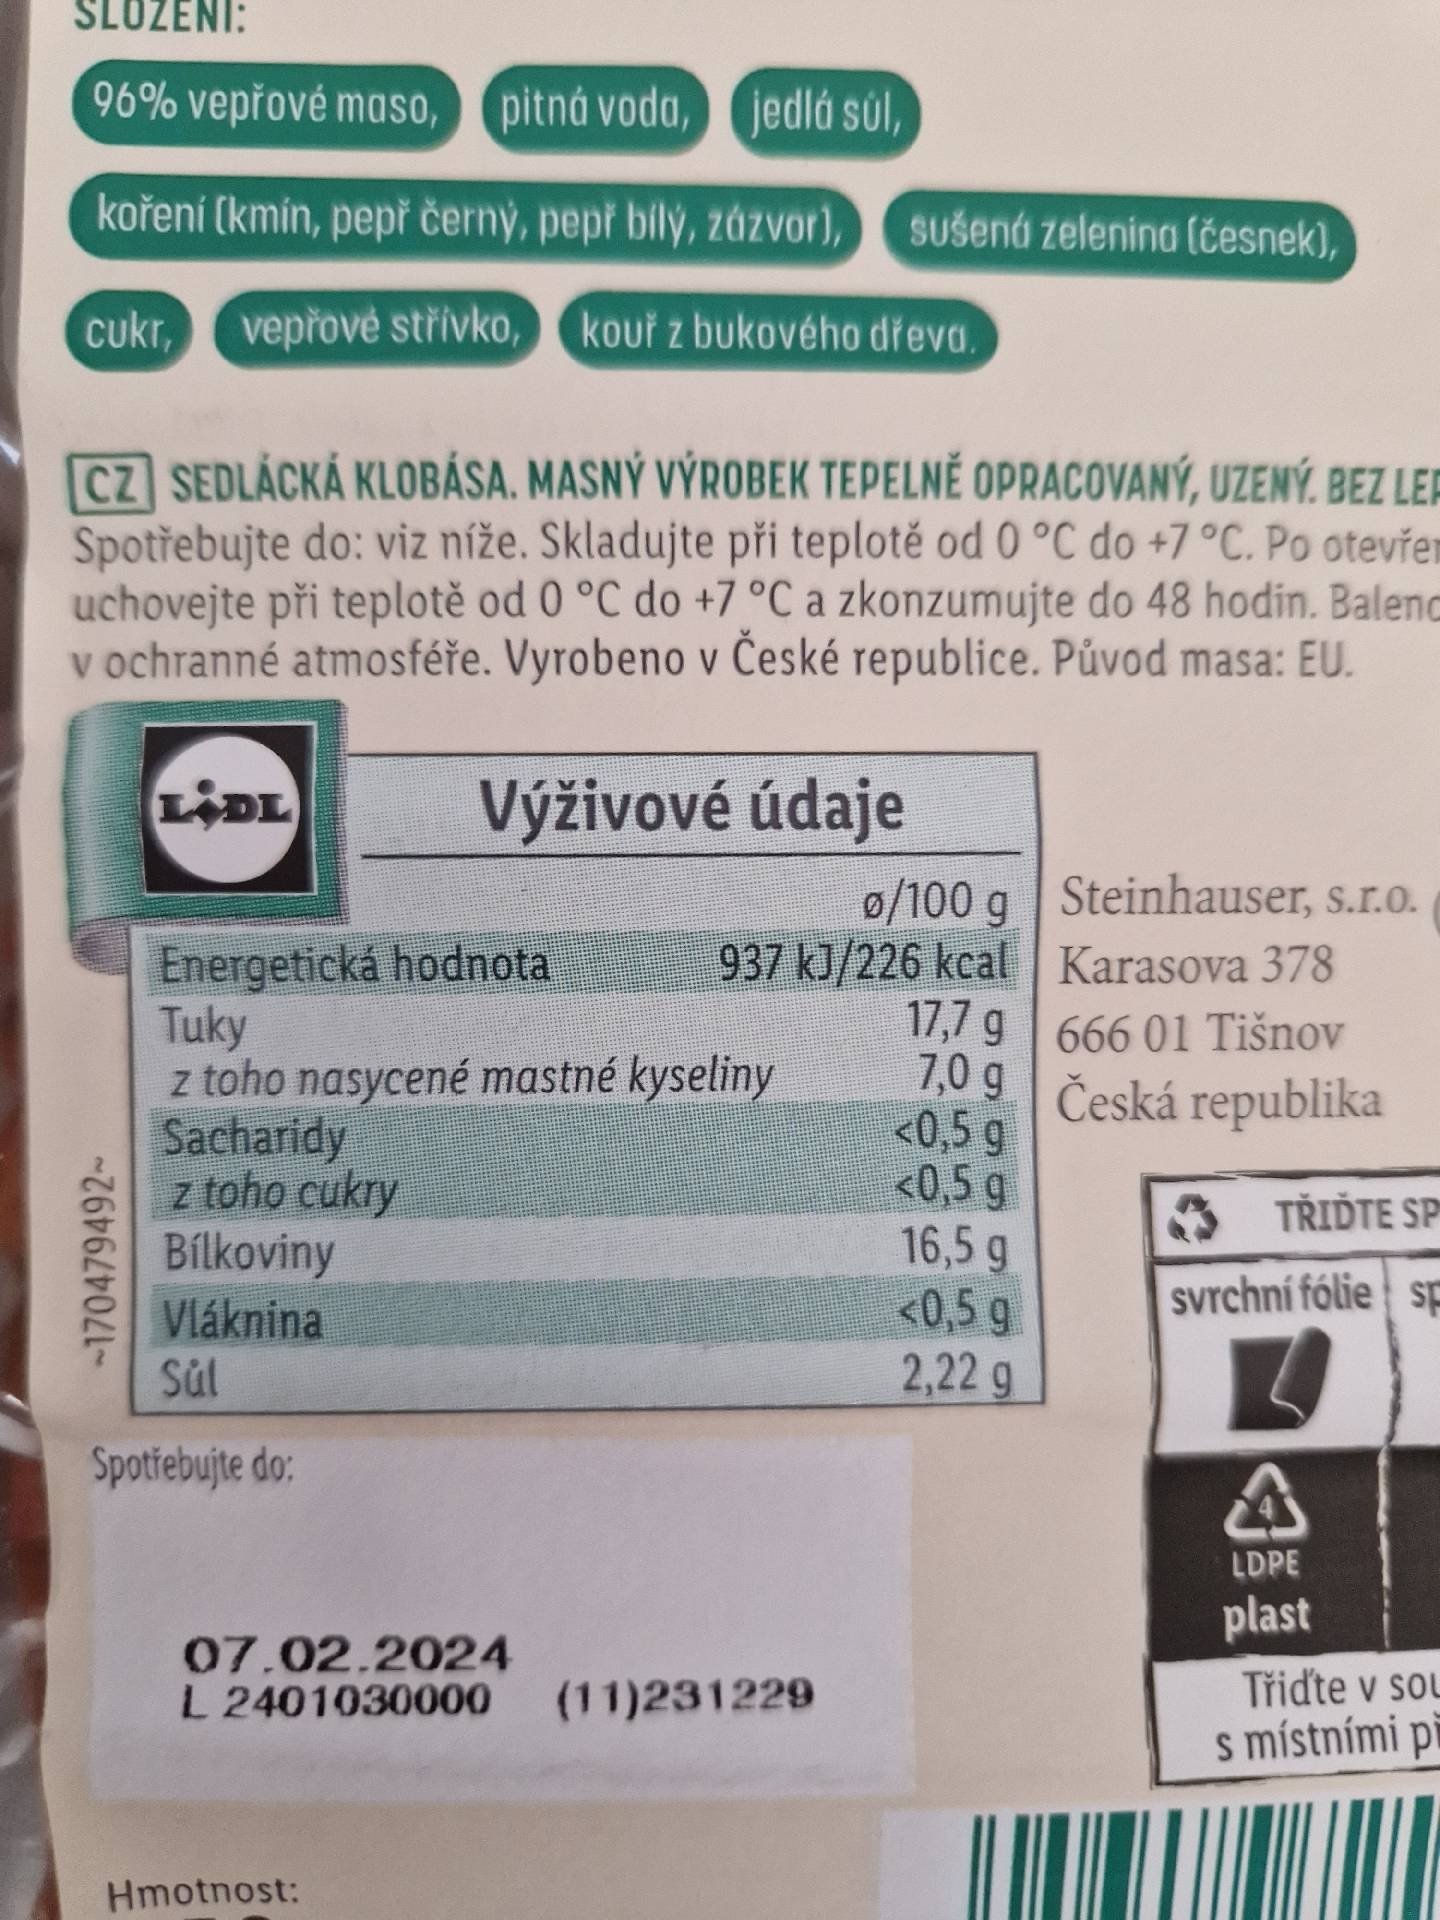 SLOŽENÍ:
96% vepřové maso, pitná voda, jedlá sůl,
koření (kmín, pepř černý, pepř bílý, zázvor), sušená zelenina (česnek),
cukr, vepřové střívko, kouř z bukového dřeva.
CZ SEDLÁCKÁ KLOBÁSA. MASNÝ VÝROBEK TEPELNĚ OPRACOVANÝ, UZENÝ. BEZ LEP
Spotřebujte do: viz níže. Skladujte při teplotě od 0 °C do +7 °C. Po otevře
uchovejte při teplotě od 0 °C do +7 °C a zkonzumujte do 48 hodin. Balen
v ochranné atmosféře. Vyrobeno v České republice. Původ masa: EU.
LIDL
Výživové údaje
ø/100 g
Energetická hodnota 937 kJ/226 kcal
Tuky 17,7 g
z toho nasycené mastné kyseliny 7,0 g
Sacharidy <0,5 g
z toho cukry <0,5 g
Bílkoviny 16,5 g
Vláknina <0,5 g
Sůl 2,22 g
~170479492~
Steinhauser, s.r.o.
Karasova 378
666 01 Tišnov
Česká republika
TŘIĎTE SP
svrchní fólie sp
4
LDPE
plast
Třiďte v sou
s místními př
Spotřebujte do:
07.02.2024
L 2401030000 (11)231229
Hmotnost: